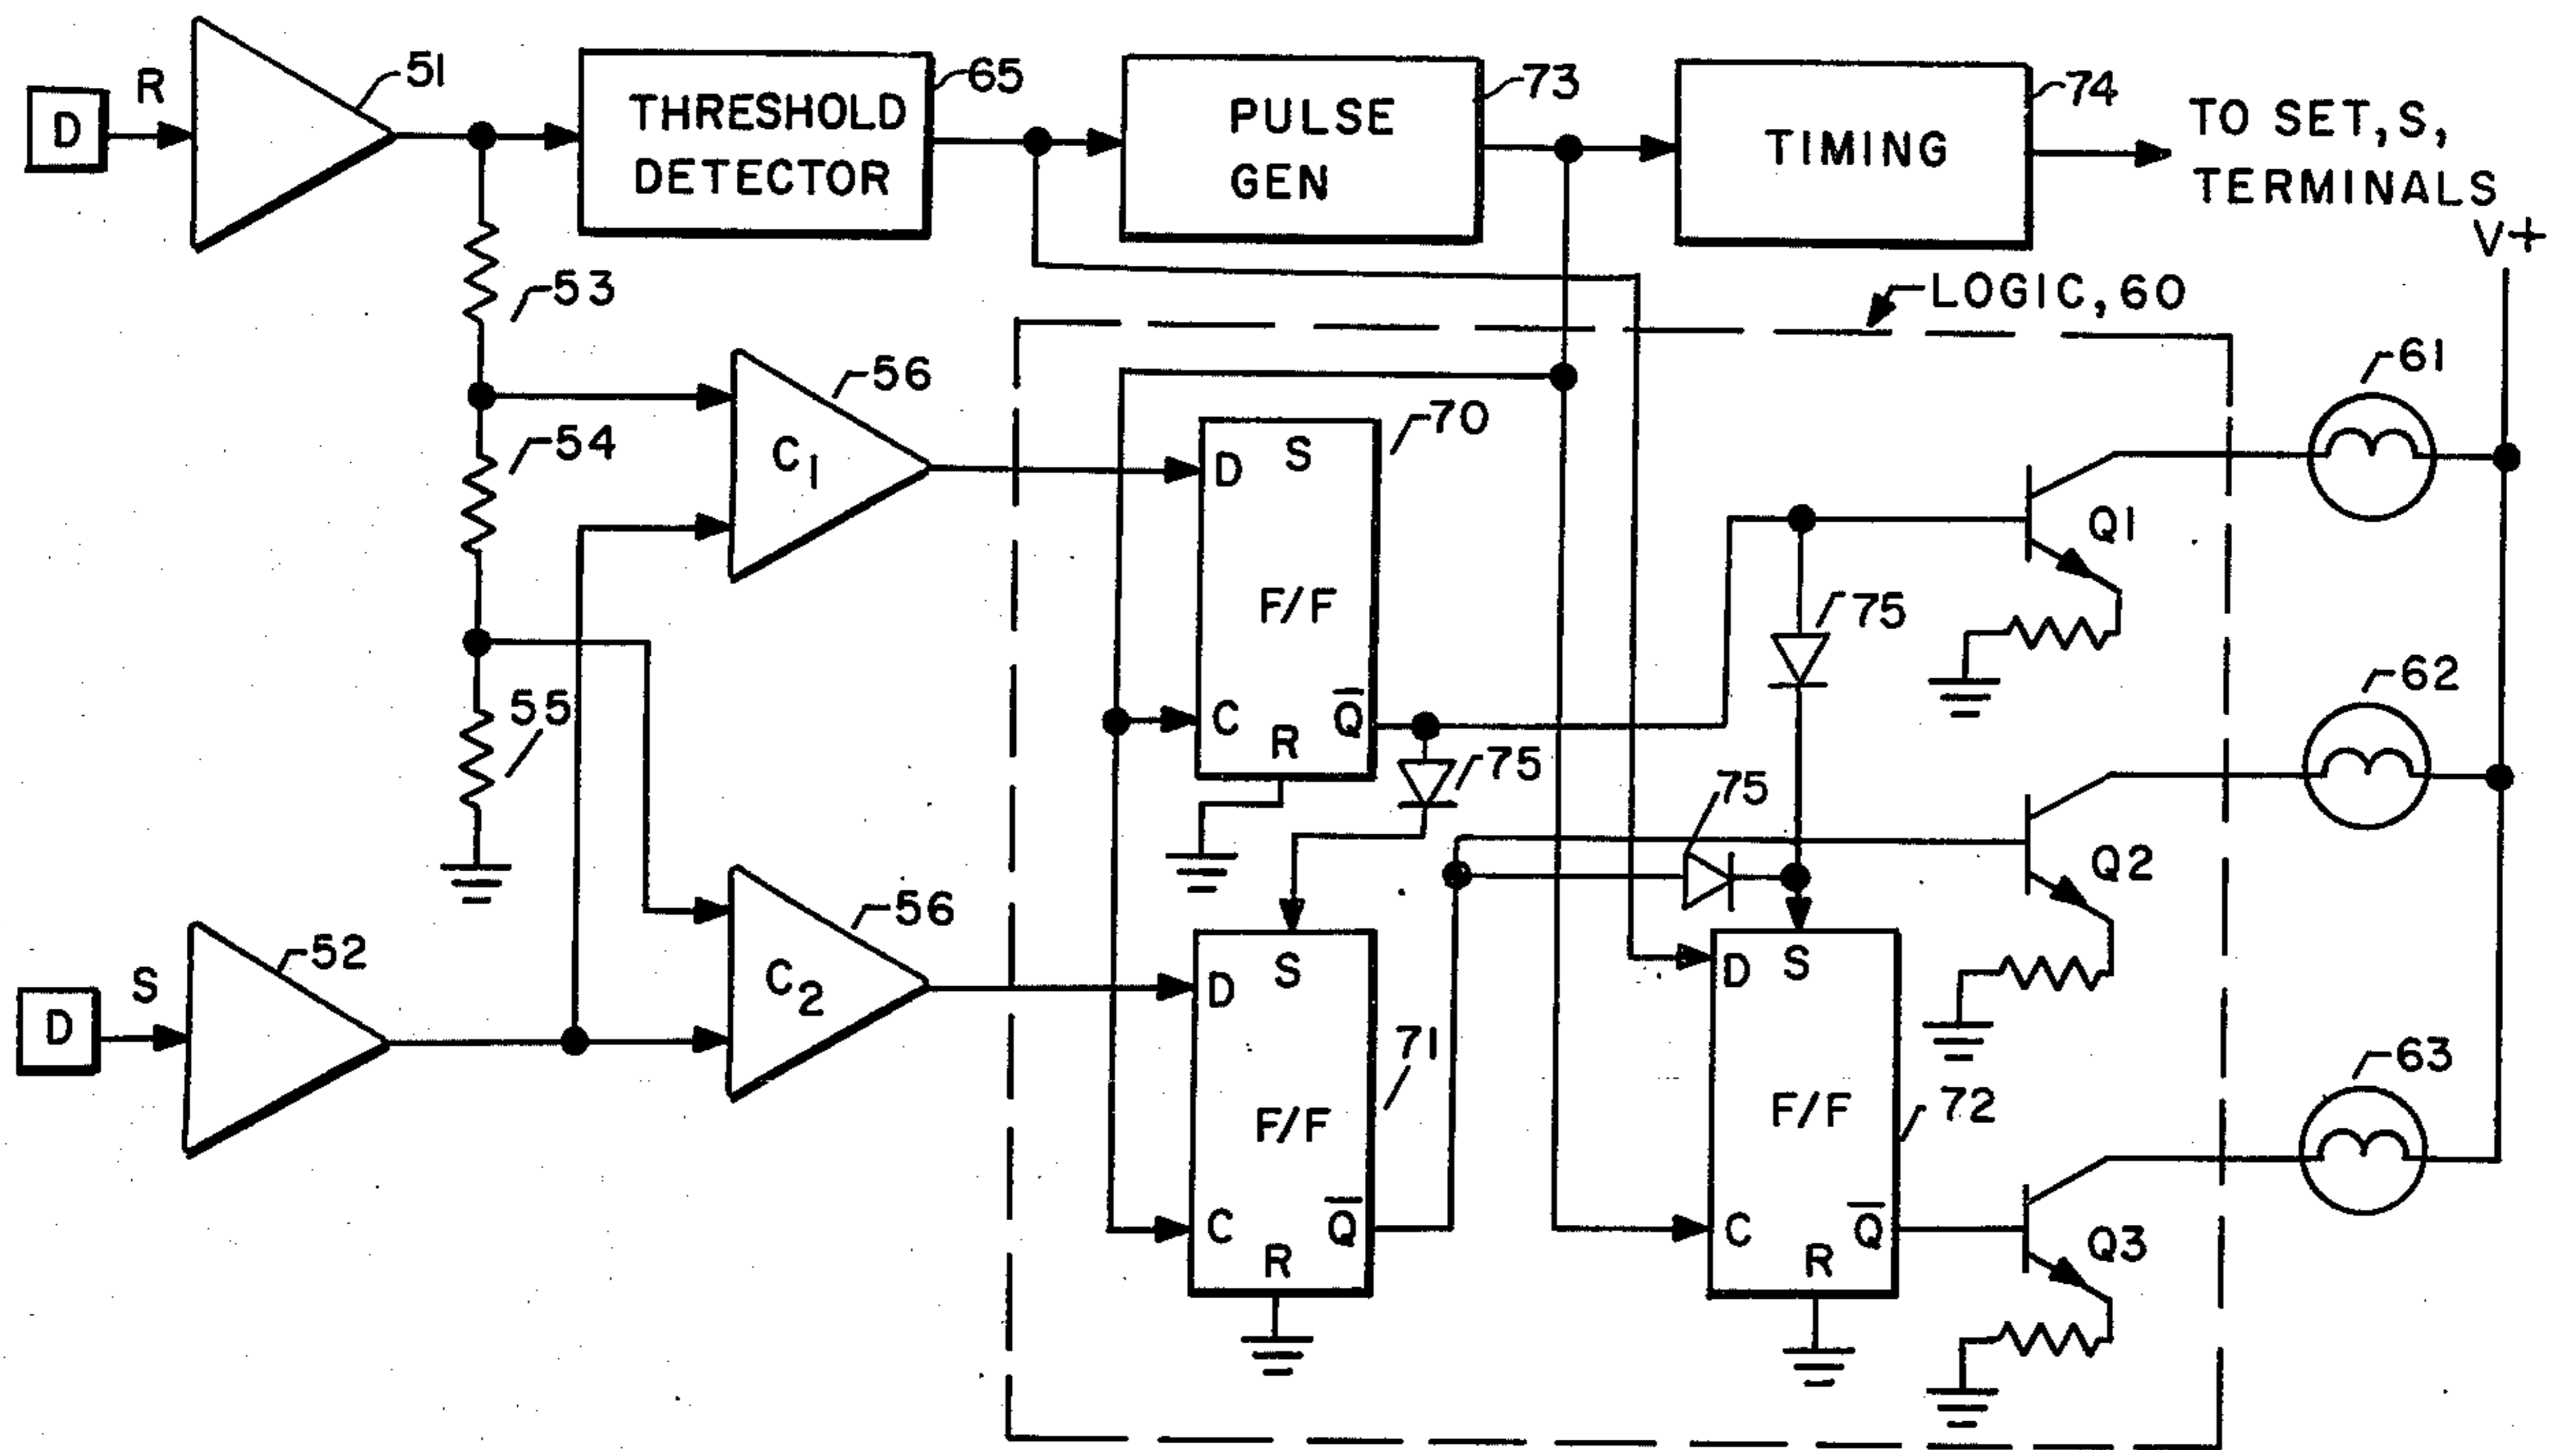 D
R
51
THRESHOLD
DETECTOR
65
PULSE
GEN
73
TIMING
74
TO SET, S,
TERMINALS
V+
53
LOGIC, 60
54
C1
56
D
S
F/F
C
R
Q̅
70
61
Q1
75
75
75
62
Q2
55
D
S
52
C2
56
D
S
F/F
C
R
Q̅
71
D
S
F/F
C
R
Q̅
72
Q3
63